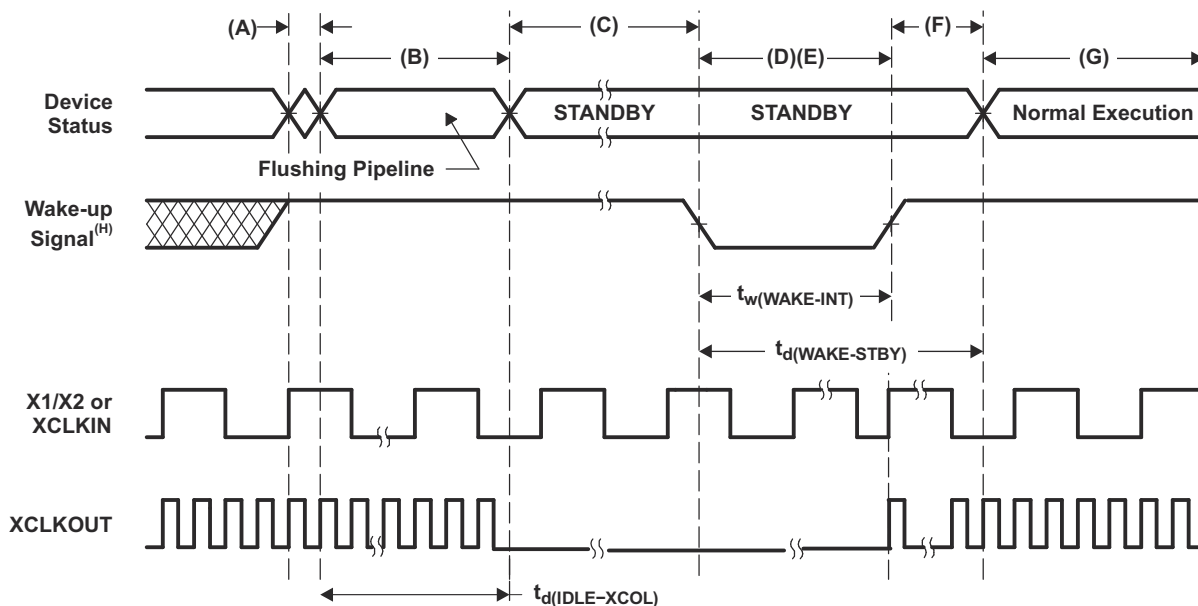 (A)
(C)
(F)
(B)
(D)(E)
(G)
Device
Status
STANDBY
STANDBY
Normal Execution
Flushing Pipeline
Wake-up
Signal(H)
tw(WAKE-INT)
td(WAKE-STBY)
X1/X2 or
XCLKIN
XCLKOUT
td(IDLE−XCOL)